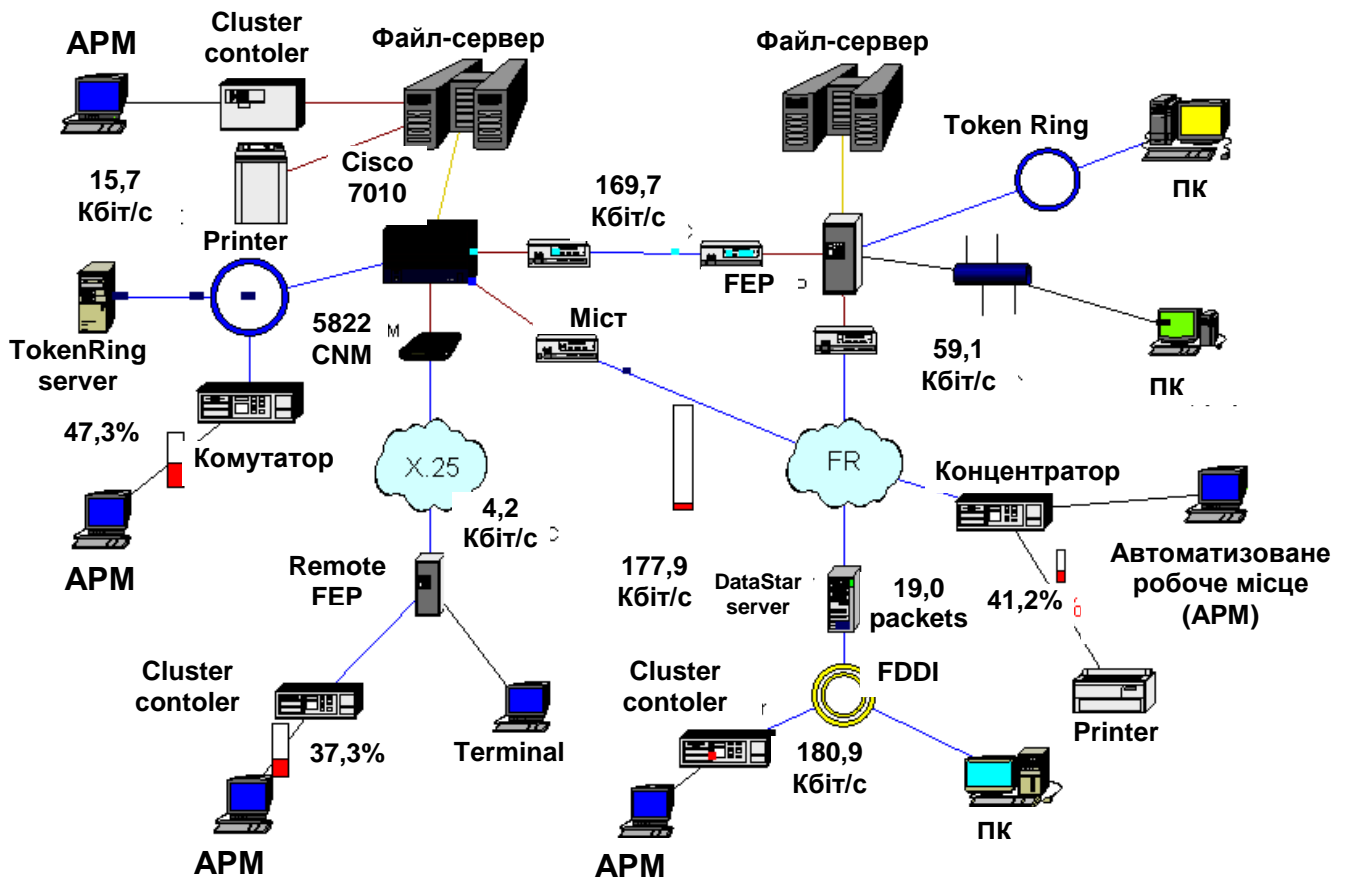 АРМ
Cluster
contoler
Файл-сервер
Файл-сервер
Token Ring
ПК
15,7
Кбіт/с
Cisco
7010
169,7
Кбіт/с
Printer
FEP
TokenRing
server
5822
CNM
M
Міст
59,1
Кбіт/с
ПК
47,3%
Комутатор
X.25
FR
Концентратор
4,2
Кбіт/с
АРМ
Remote
FEP
177,9
Кбіт/с
DataStar
server
19,0
packets
41,2%
Автоматизоване
робоче місце
(АРМ)
Cluster
contoler
37,3%
Terminal
Cluster
contoler
FDDI
Printer
180,9
Кбіт/с
ПК
АРМ
АРМ